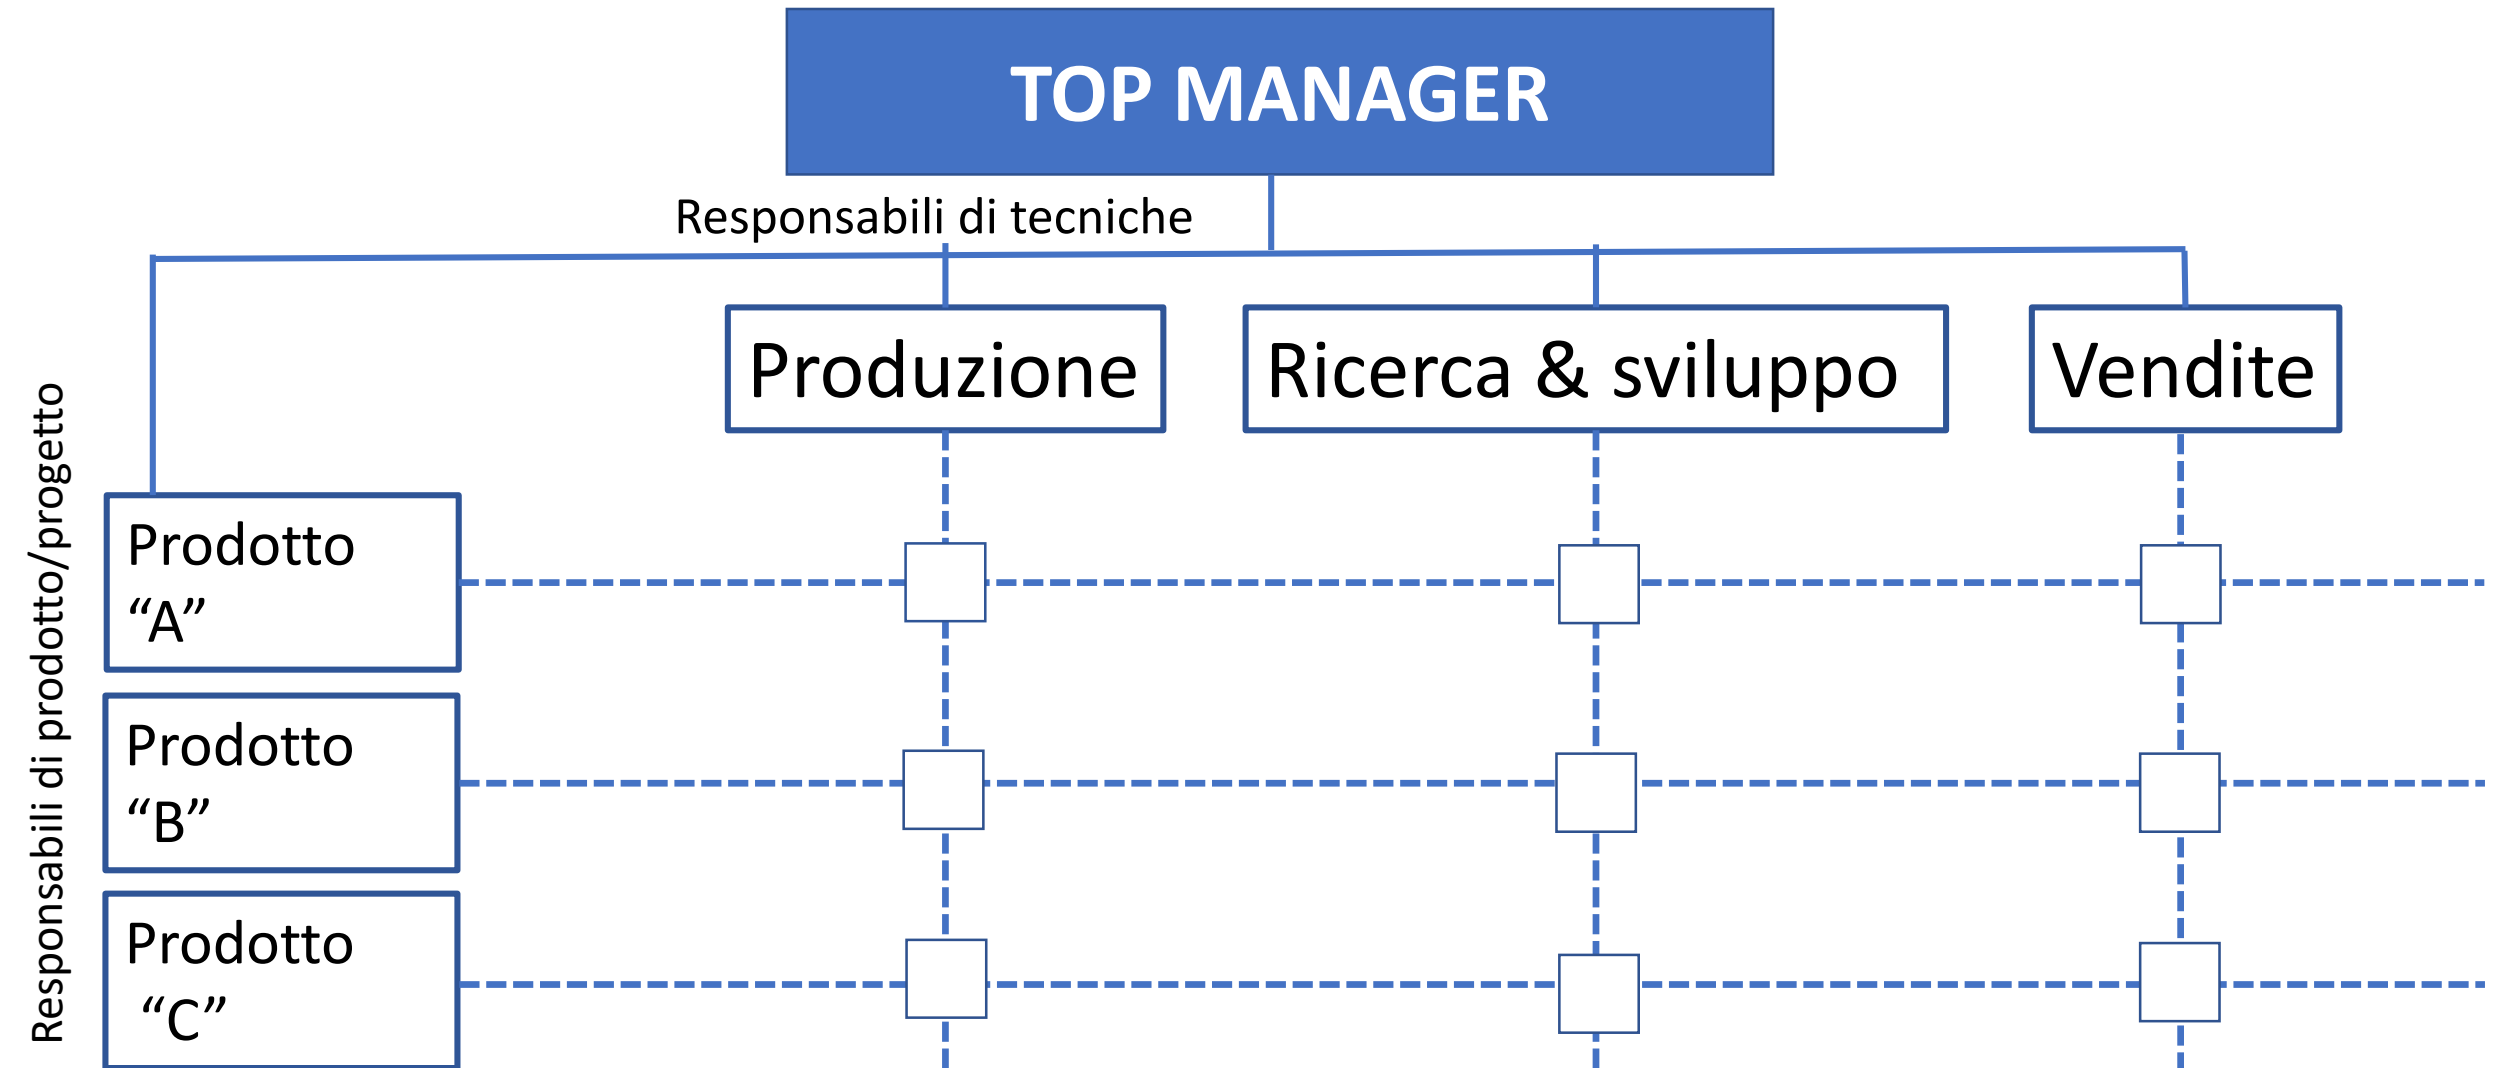 TOP MANAGER
Responsabili di tecniche
Produzione
Ricerca & sviluppo
Vendite
Responsabili di prodotto/progetto
Prodotto
“A”
Prodotto
“B”
Prodotto
“C”